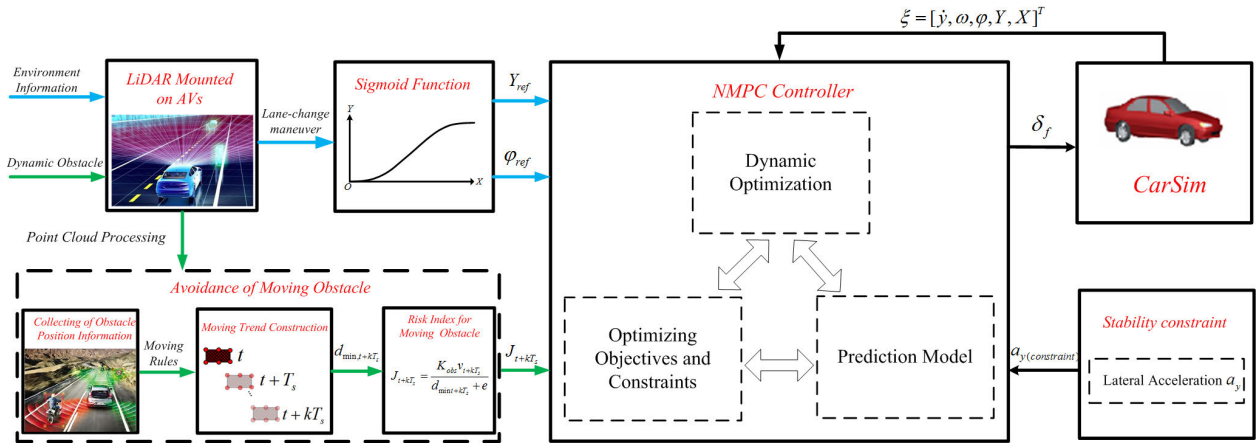 ξ = [ẏ, ω, φ, Y, X]ᵀ
Environment
Information
Dynamic Obstacle
LiDAR Mounted
on AVs
Lane-change
maneuver
Sigmoid Function
Y
O
X
Y_ref
φ_ref
NMPC Controller
Dynamic
Optimization
Optimizing
Objectives and
Constraints
Prediction Model
δ_f
CarSim
Point Cloud Processing
Avoidance of Moving Obstacle
Collecting of Obstacle
Position Information
Moving
Rules
Moving Trend Construction
t
t + T_s
t + kT_s
d_min,t+kT_s
Risk Index for
Moving Obstacle
J_t+kT_s = K_obs v_t+kT_s / d_min t+kT_s + e
J_t+kT_s
Stability constraint
Lateral Acceleration a_y
a_y(constraint)